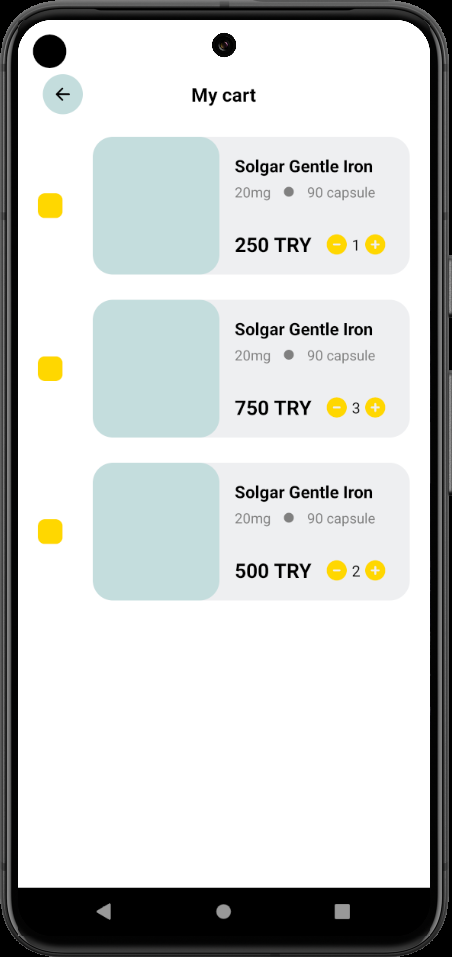 My cart
Solgar Gentle Iron
20mg 90 capsule
250 TRY 1
Solgar Gentle Iron
20mg 90 capsule
750 TRY 3
Solgar Gentle Iron
20mg 90 capsule
500 TRY 2